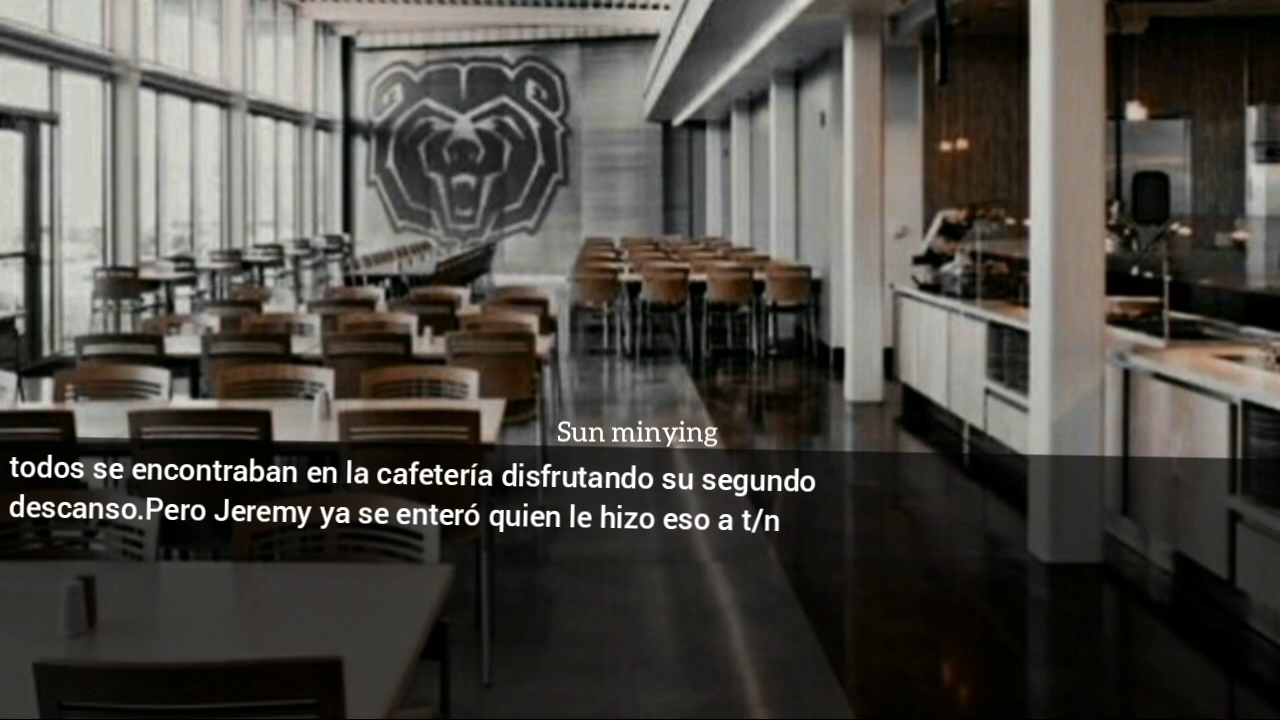 Sun minying
todos se encontraban en la cafetería disfrutando su segundo
descanso.Pero Jeremy ya se enteró quien le hizo eso a t/n